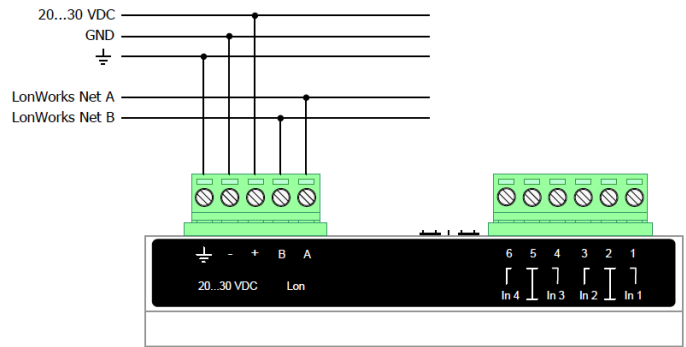 20...30 VDC
GND
LonWorks Net A
LonWorks Net B
- + B A
6 5 4 3 2 1
20...30 VDC Lon
In 4 In 3 In 2 In 1